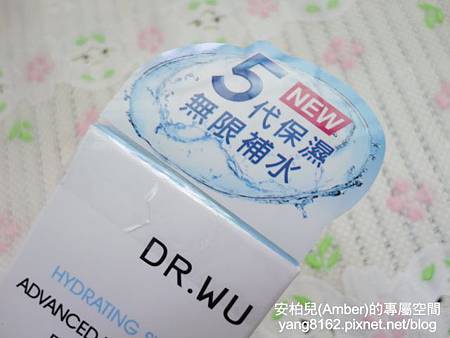 NEW
5代保濕
無限補水
DR.WU
HYDRATING
ADVANCED
安柏兒(Amber)的專屬空間
yang8162.pixnet.net/blog